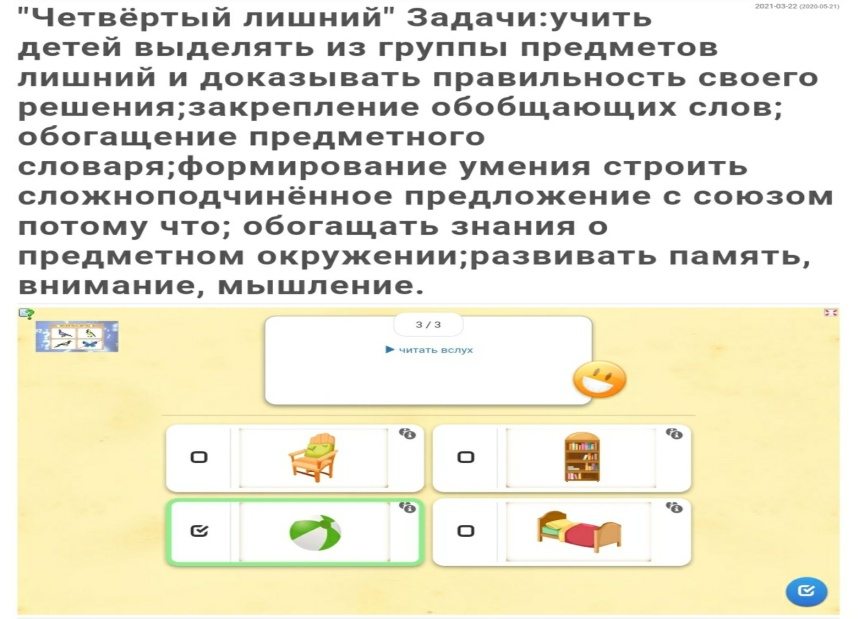 2021-03-22 (2020-05-21)
"Четвёртый лишний" Задачи:учить
детей выделять из группы предметов
лишний и доказывать правильность своего
решения;закрепление обобщающих слов;
обогащение предметного
словаря;формирование умения строить
сложноподчинённое предложение с союзом
потому что; обогащать знания о
предметном окружении;развивать память,
внимание, мышление.
3 / 3
читать вслух